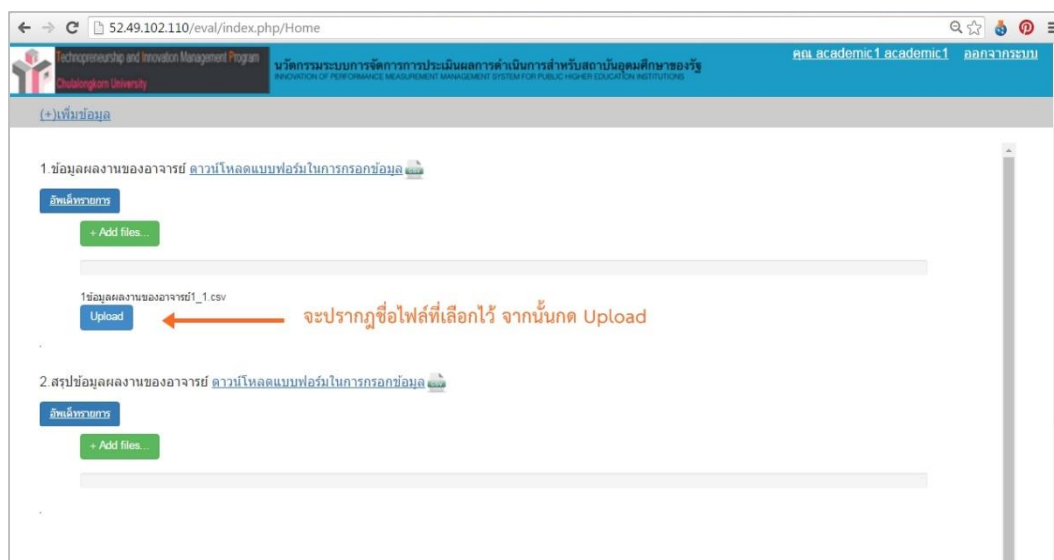 52.49.102.110/eval/index.php/Home
Technopreneurship and Innovation Management Program
Chulalongkorn University
นวัตกรรมระบบการจัดการการประเมินผลการดำเนินการสำหรับสถาบันอุดมศึกษาของรัฐ
INNOVATION OF PERFORMANCE MEASUREMENT MANAGEMENT SYSTEM FOR PUBLIC HIGHER EDUCATION INSTITUTIONS
คุณ academic1 academic1 ออกจากระบบ
(+)เพิ่มข้อมูล
1.ข้อมูลผลงานของอาจารย์ ดาวน์โหลดแบบฟอร์มในการกรอกข้อมูล
อัพเด็ทรายการ
+ Add files...
1ข้อมูลผลงานของอาจารย์1_1.csv
Upload
จะปรากฎชื่อไฟล์ที่เลือกไว้ จากนั้นกด Upload
2.สรุปข้อมูลผลงานของอาจารย์ ดาวน์โหลดแบบฟอร์มในการกรอกข้อมูล
อัพเด็ทรายการ
+ Add files...